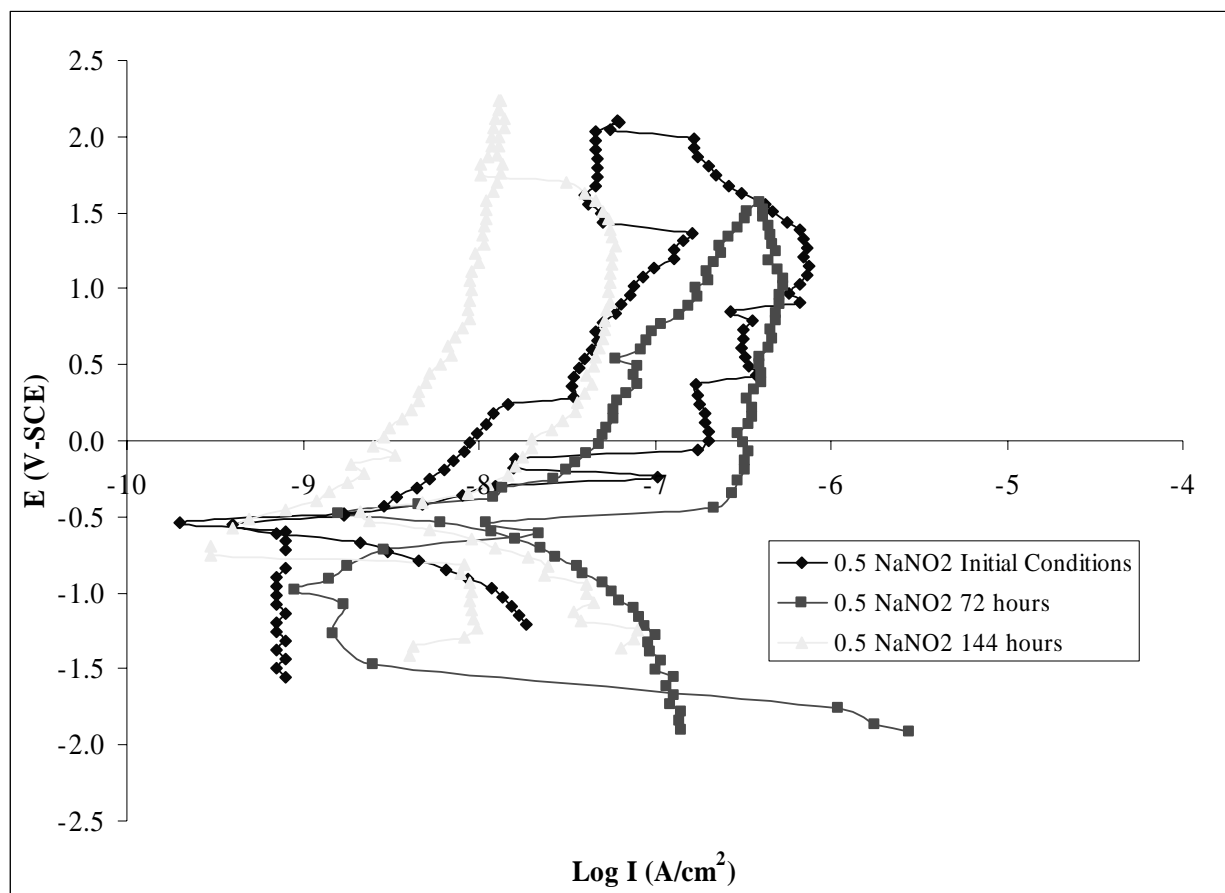 2.5
2.0
1.5
1.0
0.5
0.0
-0.5
-1.0
-1.5
-2.0
-2.5
-10 -9 -8 -7 -6 -5 -4
E (V-SCE)
0.5 NaNO2 Initial Conditions
0.5 NaNO2 72 hours
0.5 NaNO2 144 hours
Log I (A/cm²)